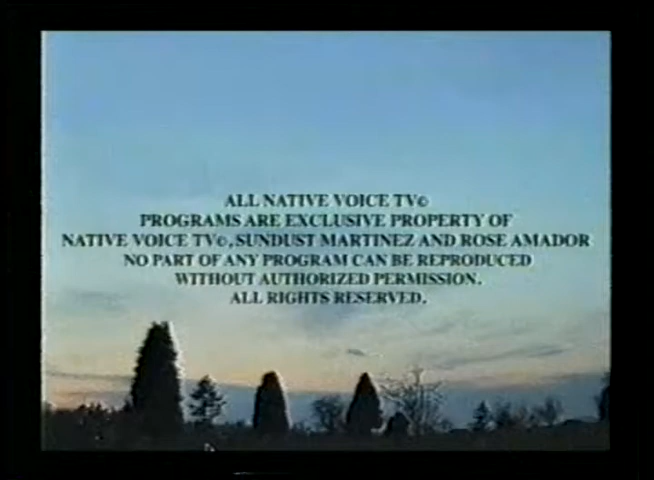 ALL NATIVE VOICE TV©
PROGRAMS ARE EXCLUSIVE PROPERTY OF
NATIVE VOICE TV©, SUNDUST MARTINEZ AND ROSE AMADOR
NO PART OF ANY PROGRAM CAN BE REPRODUCED
WITHOUT AUTHORIZED PERMISSION.
ALL RIGHTS RESERVED.